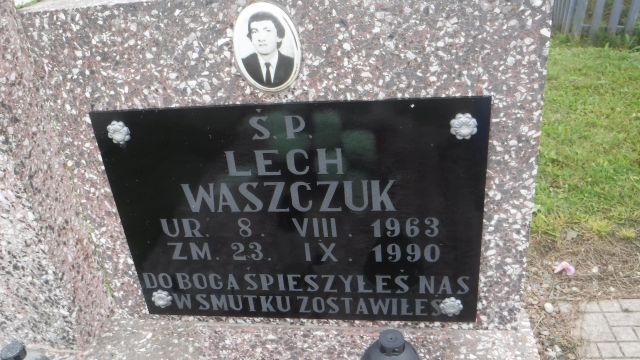 Ś. P.
LECH
WASZCZUK
UR. 8. VIII. 1963
ZM. 23. IX. 1990
DO BOGA SPIESZYŁEŚ NAS
W SMUTKU ZOSTAWIŁEŚ